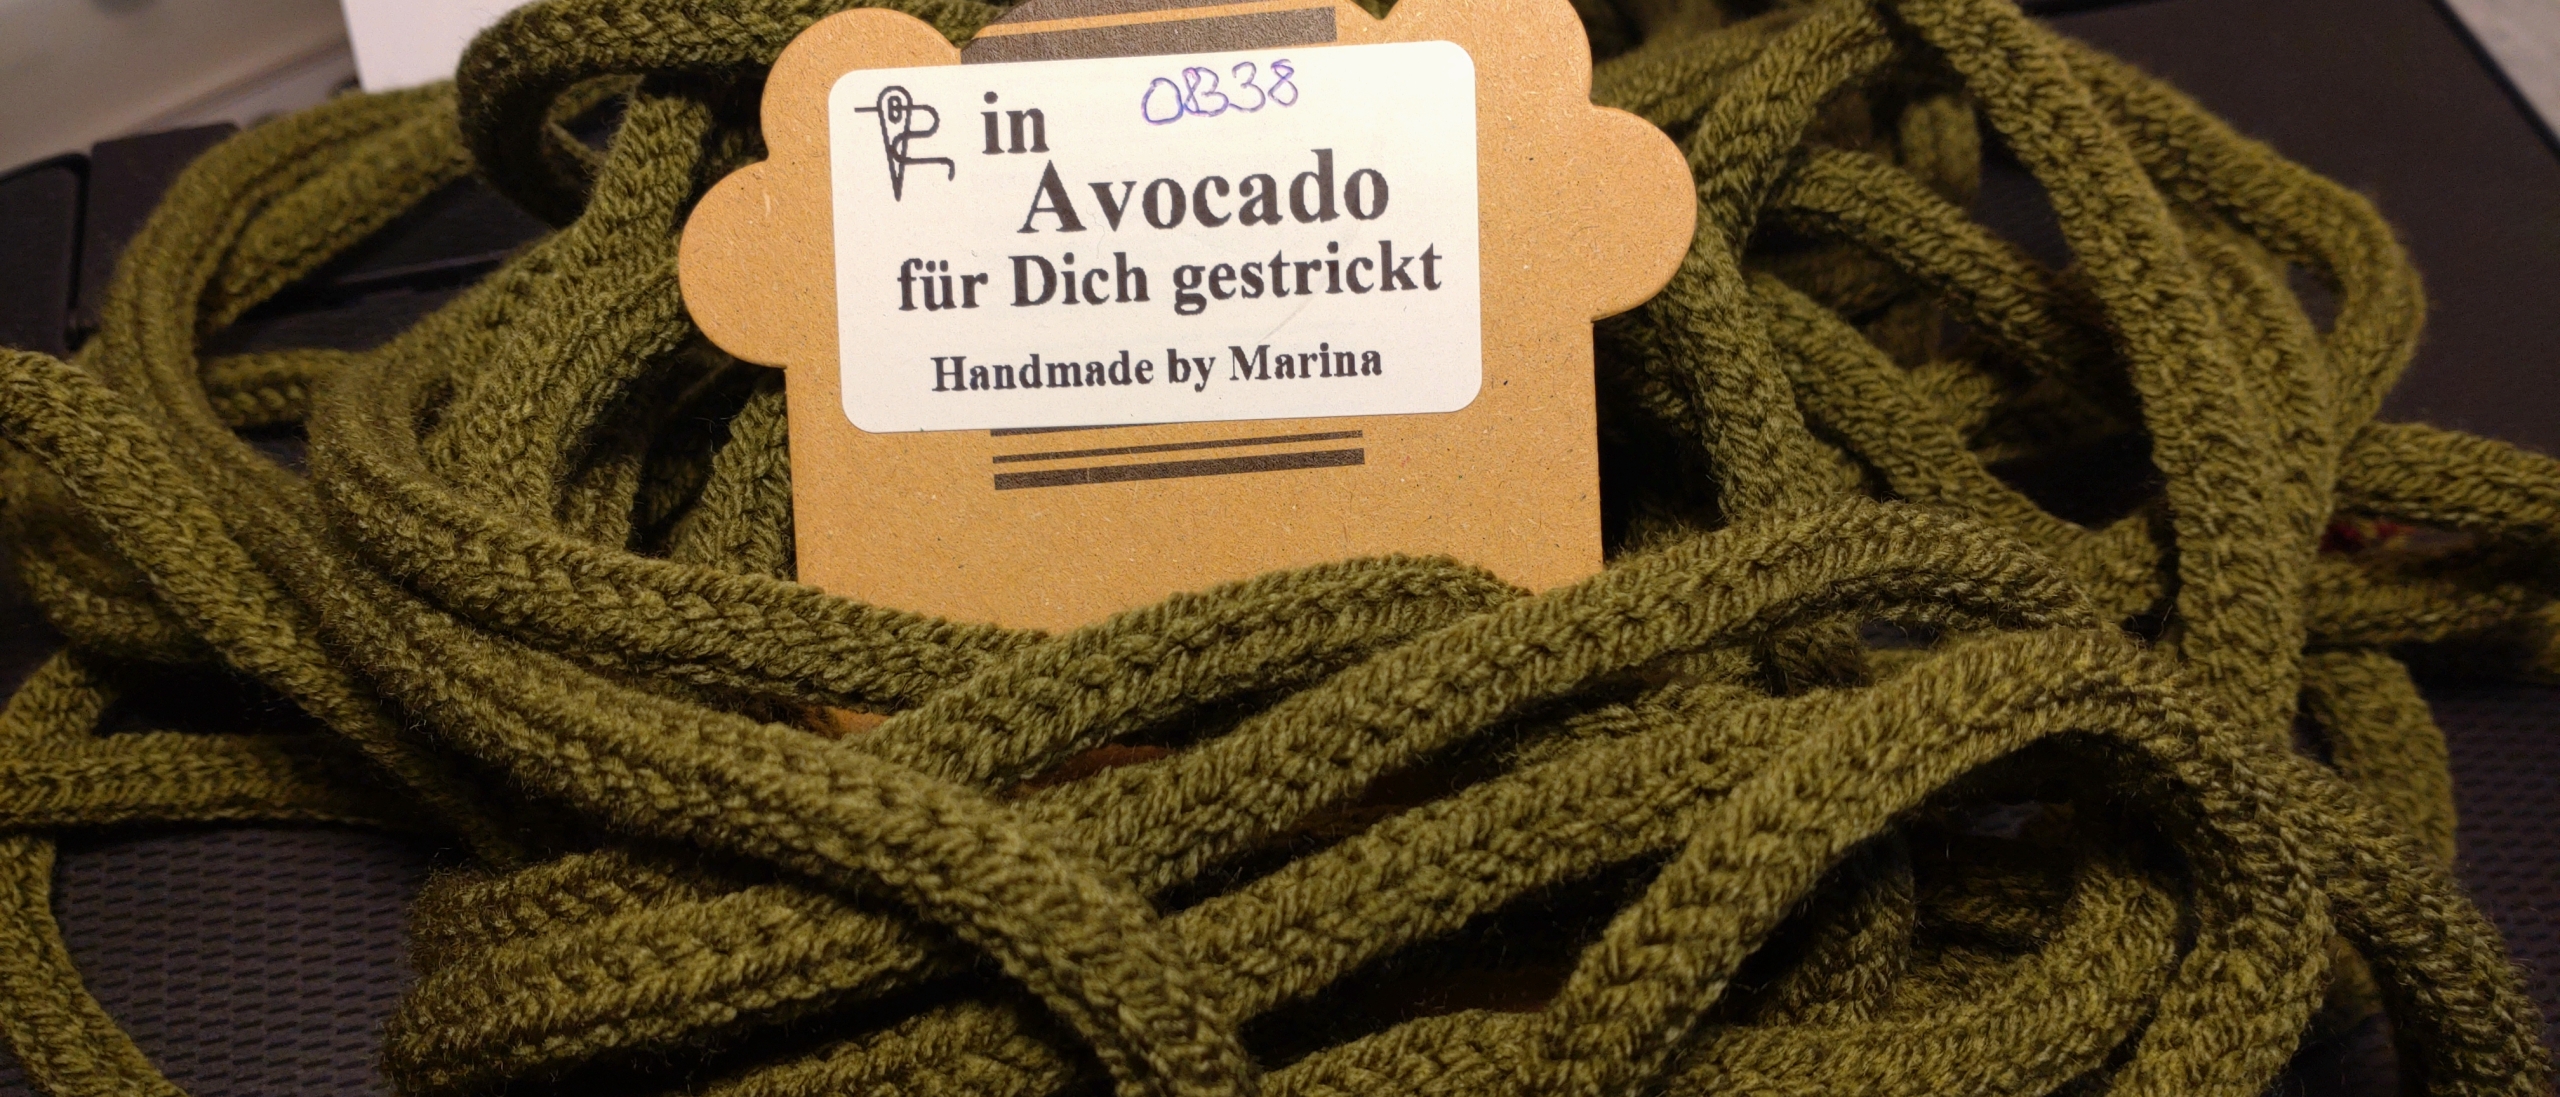 in 0838
Avocado
für Dich gestrickt
Handmade by Marina